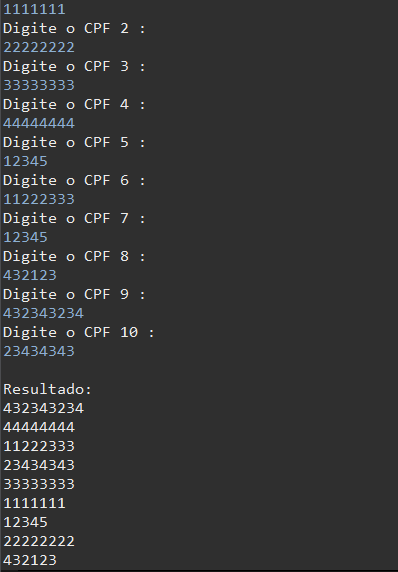 1111111
Digite o CPF 2 :
22222222
Digite o CPF 3 :
33333333
Digite o CPF 4 :
44444444
Digite o CPF 5 :
12345
Digite o CPF 6 :
11222333
Digite o CPF 7 :
12345
Digite o CPF 8 :
432123
Digite o CPF 9 :
432343234
Digite o CPF 10 :
23434343
Resultado:
432343234
44444444
11222333
23434343
33333333
1111111
12345
22222222
432123